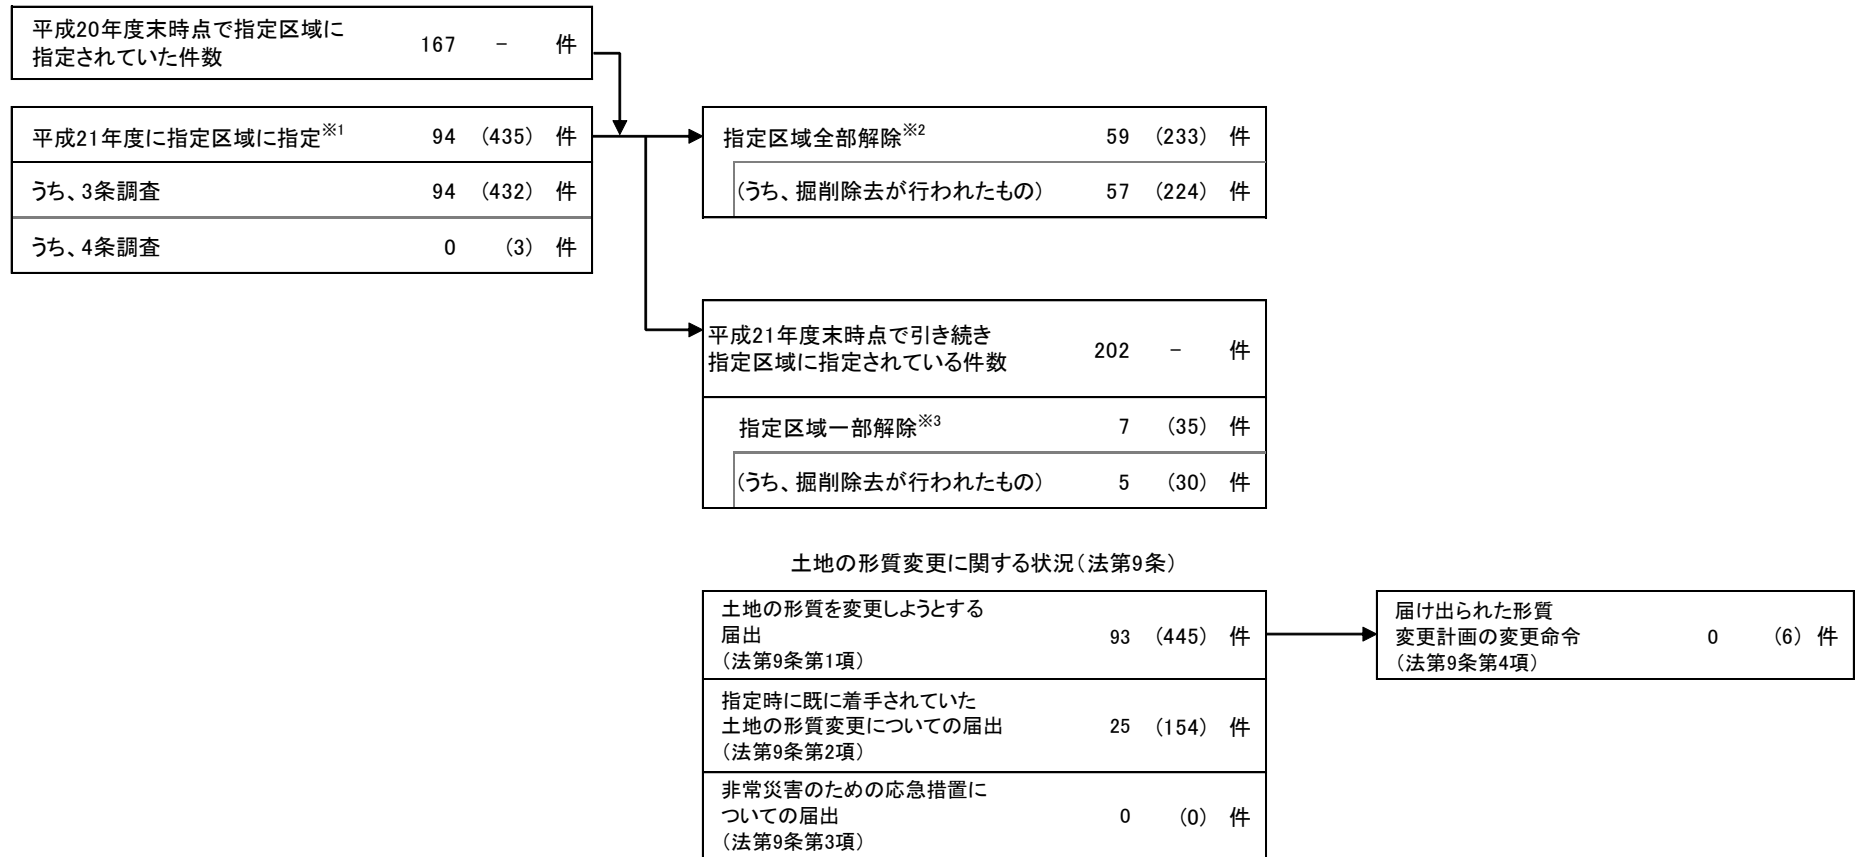 平成20年度末時点で指定区域に
指定されていた件数 167 － 件
平成21年度に指定区域に指定※1 94 (435) 件
うち、3条調査 94 (432) 件
うち、4条調査 0 (3) 件
指定区域全部解除※2 59 (233) 件
(うち、掘削除去が行われたもの) 57 (224) 件
平成21年度末時点で引き続き
指定区域に指定されている件数 202 － 件
指定区域一部解除※3 7 (35) 件
(うち、掘削除去が行われたもの) 5 (30) 件
土地の形質変更に関する状況(法第9条)
土地の形質を変更しようとする
届出 93 (445) 件
(法第9条第1項)
届け出られた形質
変更計画の変更命令 0 (6) 件
(法第9条第4項)
指定時に既に着手されていた
土地の形質変更についての届出 25 (154) 件
(法第9条第2項)
非常災害のための応急措置に
ついての届出 0 (0) 件
(法第9条第3項)